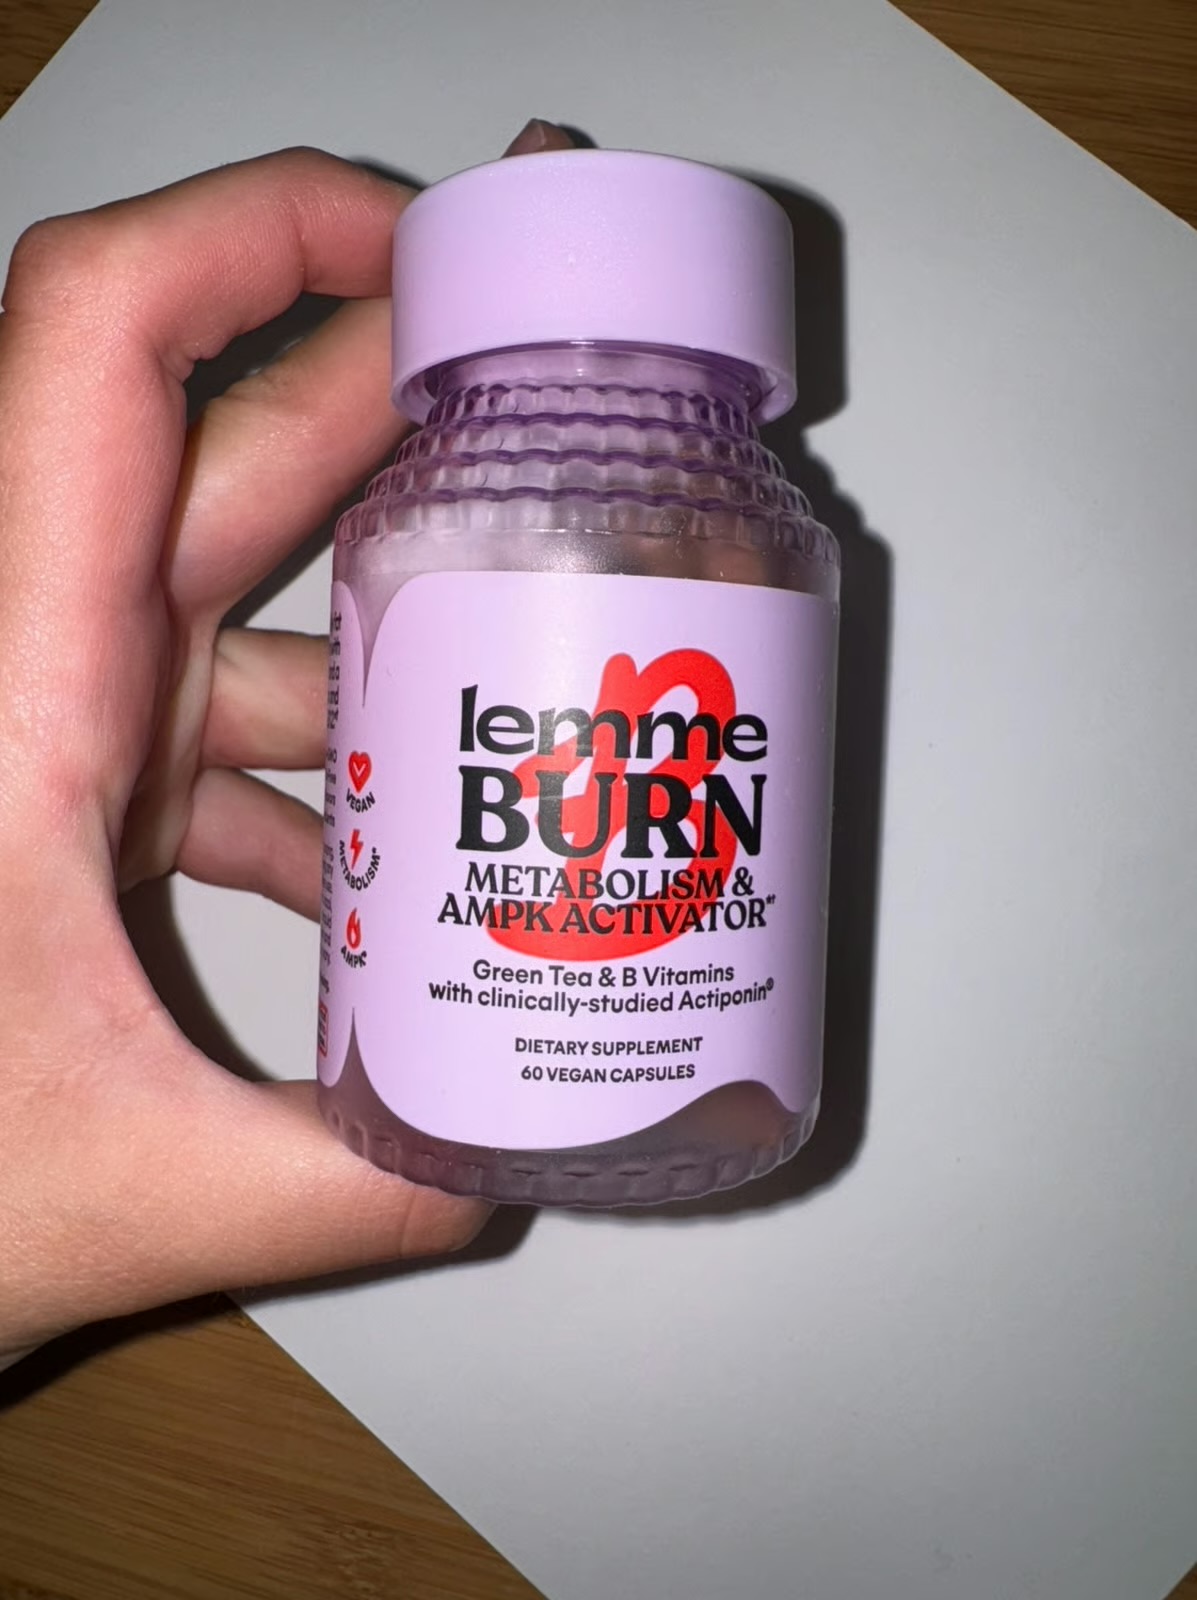 lemme
BURN
METABOLISM &
AMPK ACTIVATOR*†
Green Tea & B Vitamins
with clinically-studied Actiponin®
DIETARY SUPPLEMENT
60 VEGAN CAPSULES
VEGAN
METABOLISM*
AMPK*